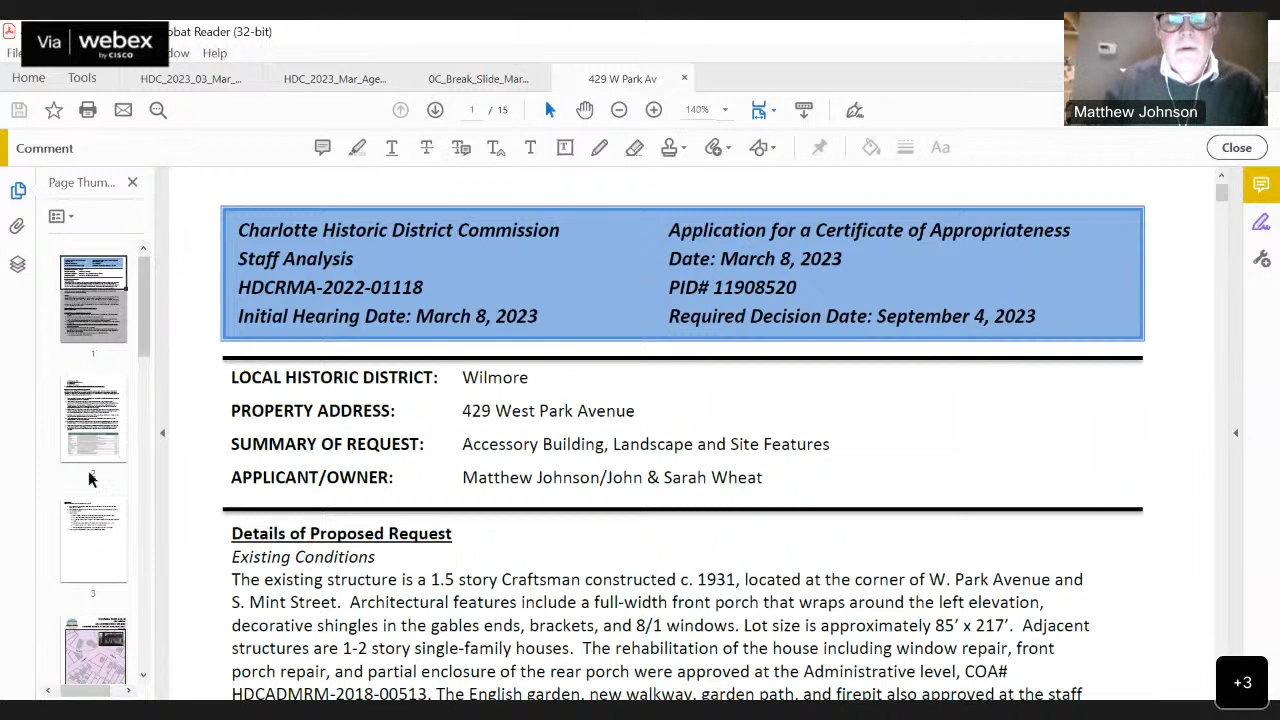 Via webex by CISCO
obat Reader (32-bit)
Help
Home
Tools
HDC_2023_03_Mar_...
HDC_2023_Mar_Age...
0C_Break_Slide_Mar...
429 W Park Av
1 / 15
140%
Matthew Johnson
Comment
Close
Page Thum...
Charlotte Historic District Commission
Application for a Certificate of Appropriateness
Staff Analysis
Date: March 8, 2023
HDCRMA-2022-01118
PID# 11908520
Initial Hearing Date: March 8, 2023
Required Decision Date: September 4, 2023
LOCAL HISTORIC DISTRICT: Wilmore
PROPERTY ADDRESS: 429 West Park Avenue
SUMMARY OF REQUEST: Accessory Building, Landscape and Site Features
APPLICANT/OWNER: Matthew Johnson/John & Sarah Wheat
Details of Proposed Request
Existing Conditions
The existing structure is a 1.5 story Craftsman constructed c. 1931, located at the corner of W. Park Avenue and
S. Mint Street. Architectural features include a full-width front porch that wraps around the left elevation,
decorative shingles in the gables ends, brackets, and 8/1 windows. Lot size is approximately 85' x 217'. Adjacent
structures are 1-2 story single-family houses. The rehabilitation of the house including window repair, front
porch repair, and partial enclosure of the rear porch were approved at the Administrative level, COA#
HDCADMRM-2018-00513. The English garden, new walkway, garden path, and firepit also approved at the staff
1
3
+3